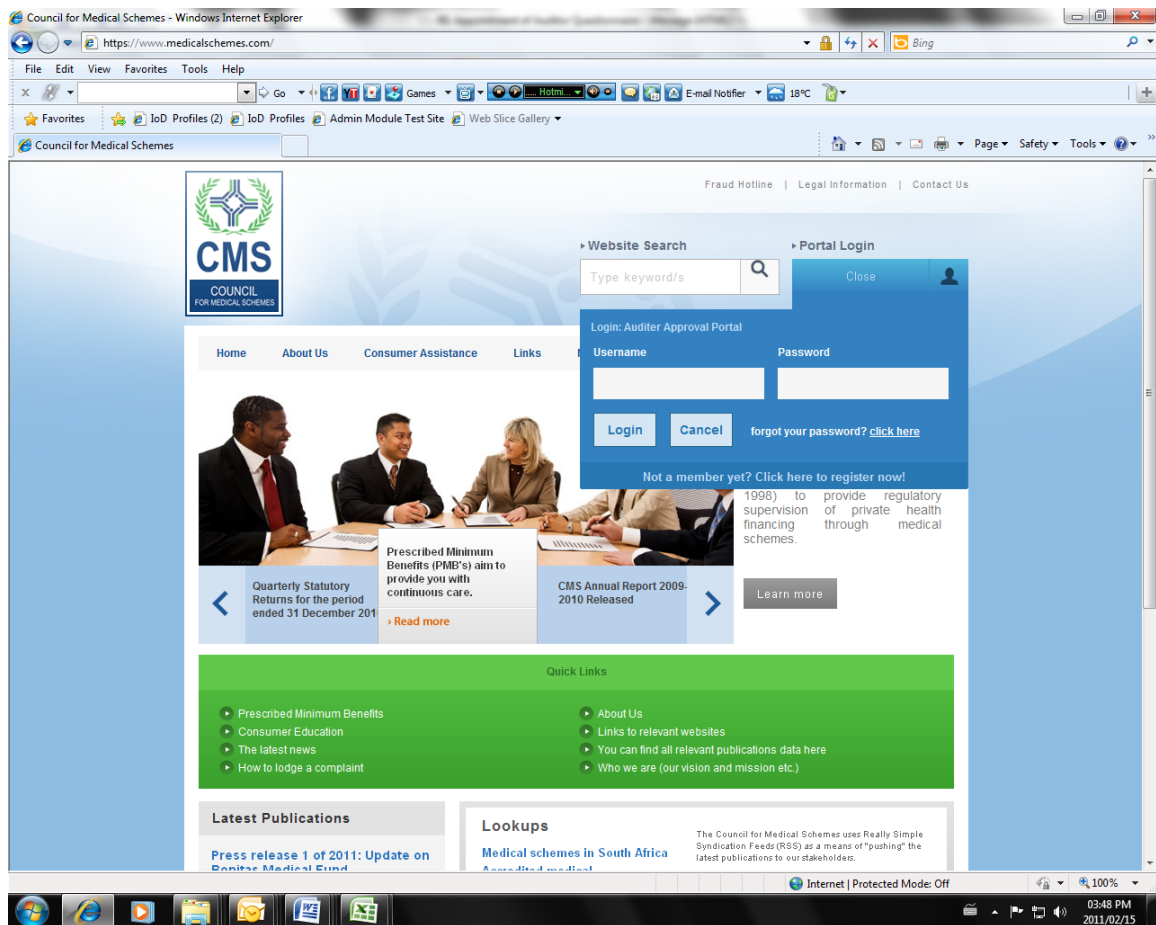 Council for Medical Schemes - Windows Internet Explorer
https://www.medicalschemes.com/
Bing
File Edit View Favorites Tools Help
Go
Games
Hotmi...
E-mail Notifier
18°C
Favorites
IoD Profiles (2)
IoD Profiles
Admin Module Test Site
Web Slice Gallery
Council for Medical Schemes
Page Safety Tools
Fraud Hotline | Legal Information | Contact Us
CMS
COUNCIL
FOR MEDICAL SCHEMES
Website Search
Type keyword/s
Portal Login
Close
Login: Auditer Approval Portal
Username
Password
Login
Cancel
forgot your password? click here
Not a member yet? Click here to register now!
Home About Us Consumer Assistance Links
1998) to provide regulatory
supervision of private health
financing through medical
schemes.
Learn more
Quarterly Statutory
Returns for the period
ended 31 December 201
Prescribed Minimum
Benefits (PMB's) aim to
provide you with
continuous care.
› Read more
CMS Annual Report 2009-
2010 Released
Quick Links
Prescribed Minimum Benefits
Consumer Education
The latest news
How to lodge a complaint
About Us
Links to relevant websites
You can find all relevant publications data here
Who we are (our vision and mission etc.)
Latest Publications
Press release 1 of 2011: Update on
Bonitas Medical Fund
Lookups
Medical schemes in South Africa
Accredited medical
The Council for Medical Schemes uses Really Simple
Syndication Feeds (RSS) as a means of "pushing" the
latest publications to our stakeholders.
Internet | Protected Mode: Off
100%
03:48 PM
2011/02/15